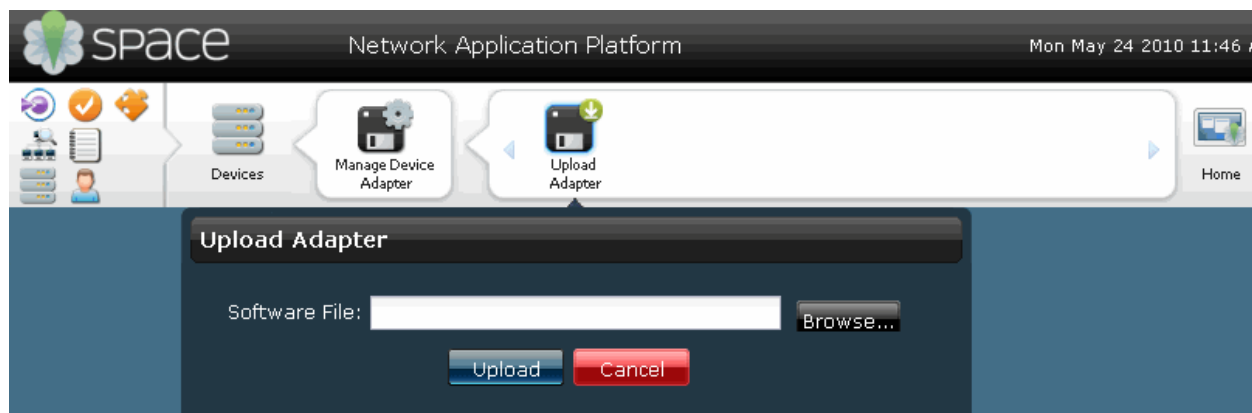 space Network Application Platform Mon May 24 2010 11:46
Devices
Manage Device
Adapter
Upload
Adapter
Home
Upload Adapter
Software File:
Browse...
Upload
Cancel